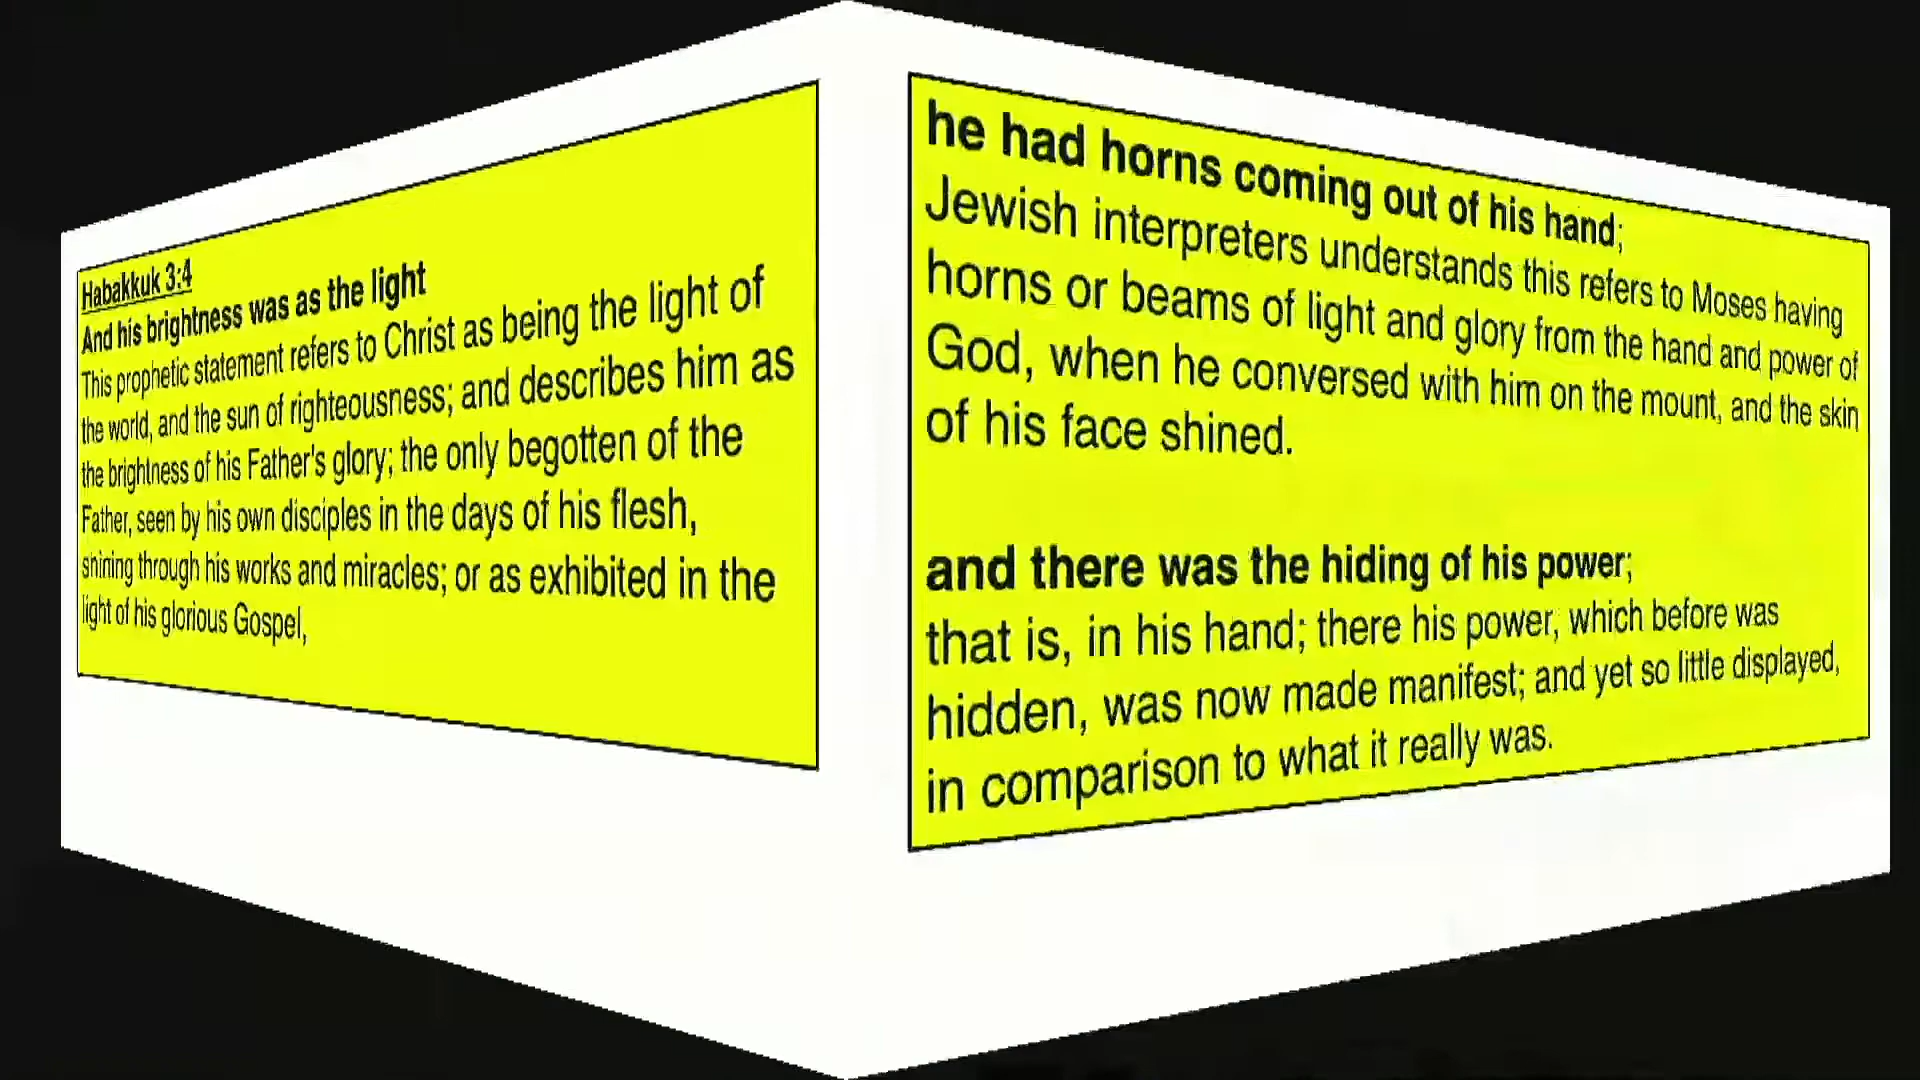 Habakkuk 3:4
And his brightness was as the light
This prophetic statement refers to Christ as being the light of
the world, and the sun of righteousness; and describes him as
the brightness of his Father's glory; the only begotten of the
Father, seen by his own disciples in the days of his flesh,
shining through his works and miracles; or as exhibited in the
light of his glorious Gospel,
he had horns coming out of his hand;
Jewish interpreters understands this refers to Moses having
horns or beams of light and glory from the hand and power of
God, when he conversed with him on the mount, and the skin
of his face shined.
and there was the hiding of his power;
that is, in his hand; there his power, which before was
hidden, was now made manifest; and yet so little displayed,
in comparison to what it really was.